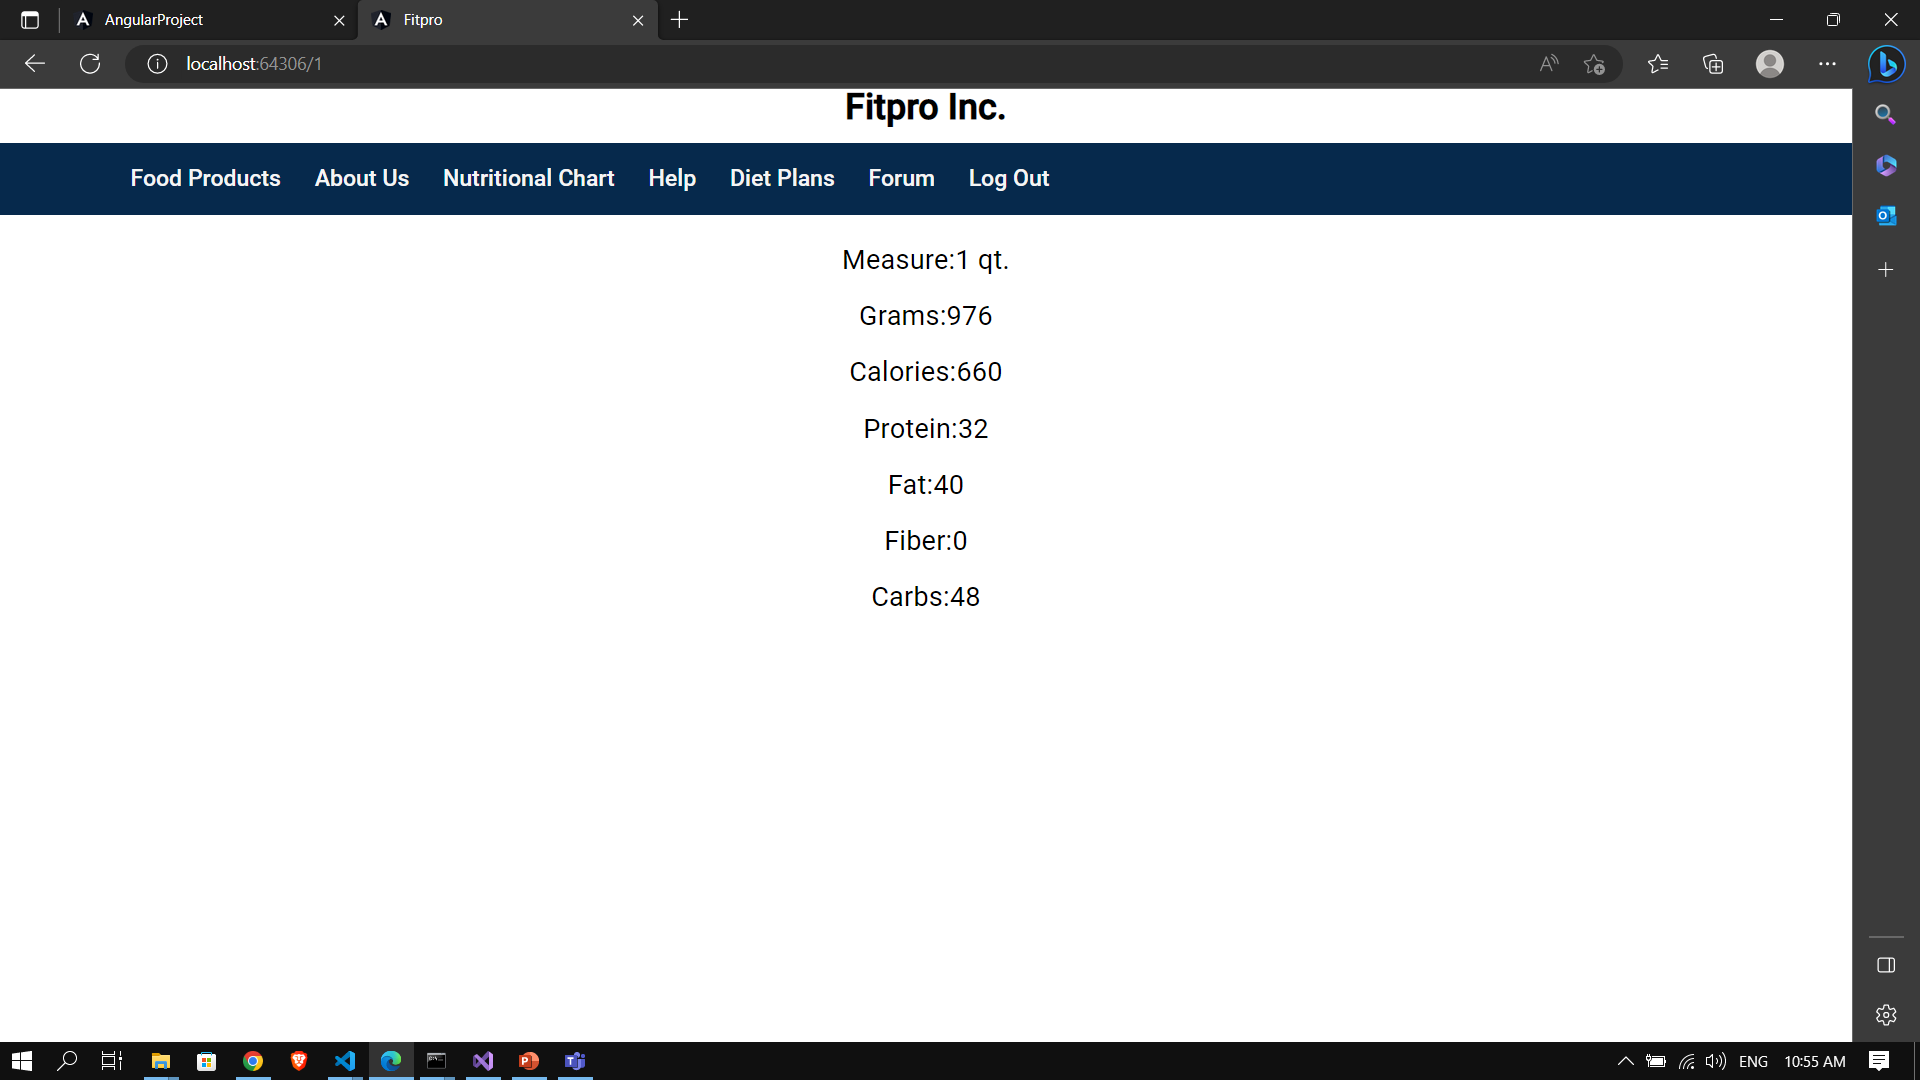 AngularProject
Fitpro
localhost:64306/1
Fitpro Inc.
Food Products About Us Nutritional Chart Help Diet Plans Forum Log Out
Measure:1 qt.
Grams:976
Calories:660
Protein:32
Fat:40
Fiber:0
Carbs:48
ENG 10:55 AM